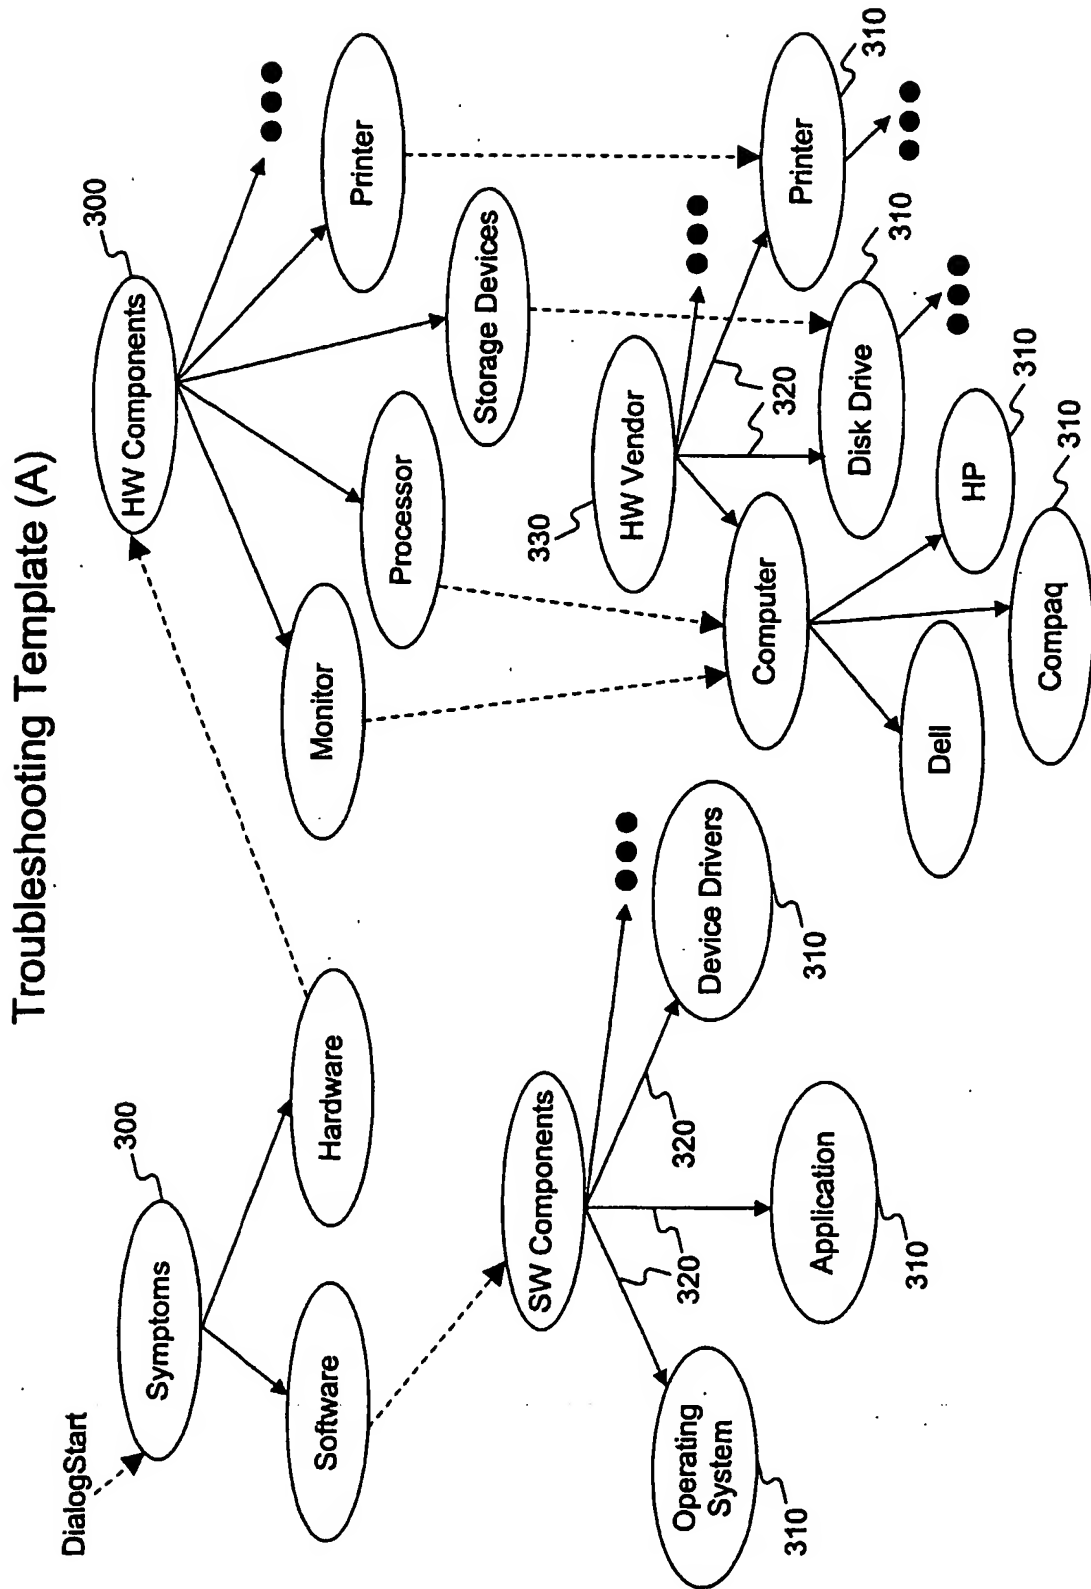 Troubleshooting Template (A)
DialogStart
Symptoms
300
Software
Hardware
HW Components
300
Monitor
Processor
Storage Devices
Printer
SW Components
320
320
320
Operating
System
310
Application
310
Device Drivers
310
330
HW Vendor
320
Computer
Disk Drive
310
Printer
310
Dell
Compaq
310
HP
310